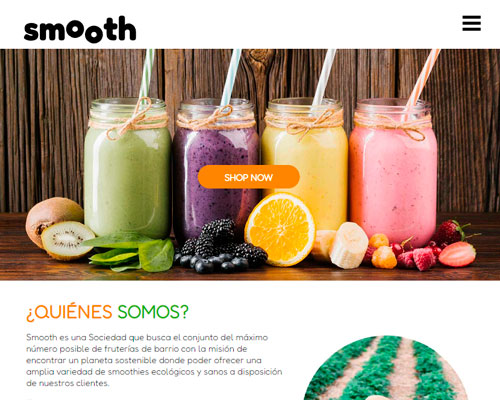 smooth
SHOP NOW
¿QUIÉNES SOMOS?
Smooth es una Sociedad que busca el conjunto del máximo
número posible de fruterías de barrio con la misión de
encontrar un planeta sostenible donde poder ofrecer una
amplia variedad de smoothies ecológicos y sanos a disposición
de nuestros clientes.